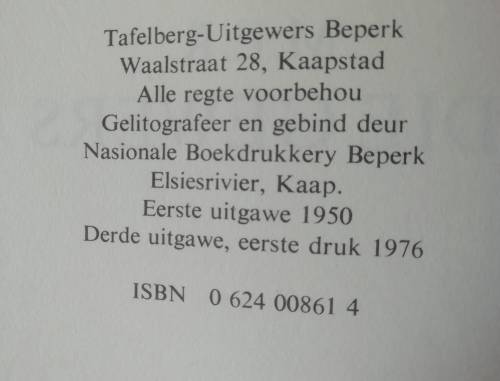 Tafelberg-Uitgewers Beperk
Waalstraat 28, Kaapstad
Alle regte voorbehou
Gelitografeer en gebind deur
Nasionale Boekdrukkery Beperk
Elsiesrivier, Kaap.
Eerste uitgawe 1950
Derde uitgawe, eerste druk 1976
ISBN 0 624 00861 4